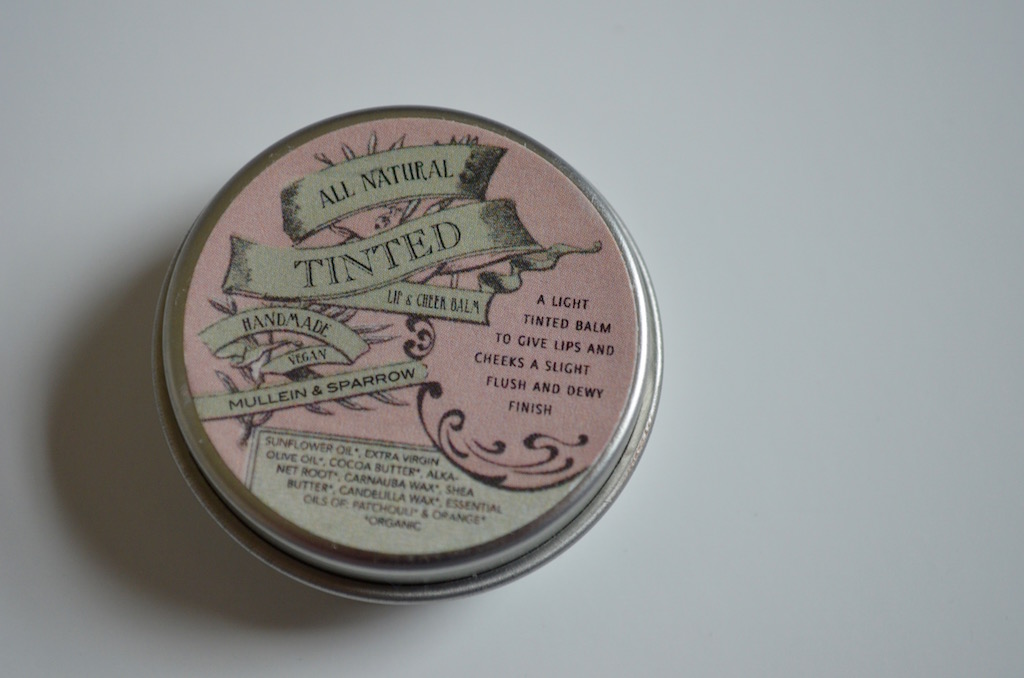 ALL NATURAL
TINTED
LIP & CHEEK BALM
HANDMADE
VEGAN
MULLEIN & SPARROW
A LIGHT
TINTED BALM
TO GIVE LIPS AND
CHEEKS A SLIGHT
FLUSH AND DEWY
FINISH
SUNFLOWER OIL*, EXTRA VIRGIN
OLIVE OIL*, COCOA BUTTER*, ALKA-
NET ROOT*, CARNAUBA WAX*, SHEA
BUTTER*, CANDELILLA WAX*, ESSENTIAL
OILS OF: PATCHOULI* & ORANGE*
*ORGANIC